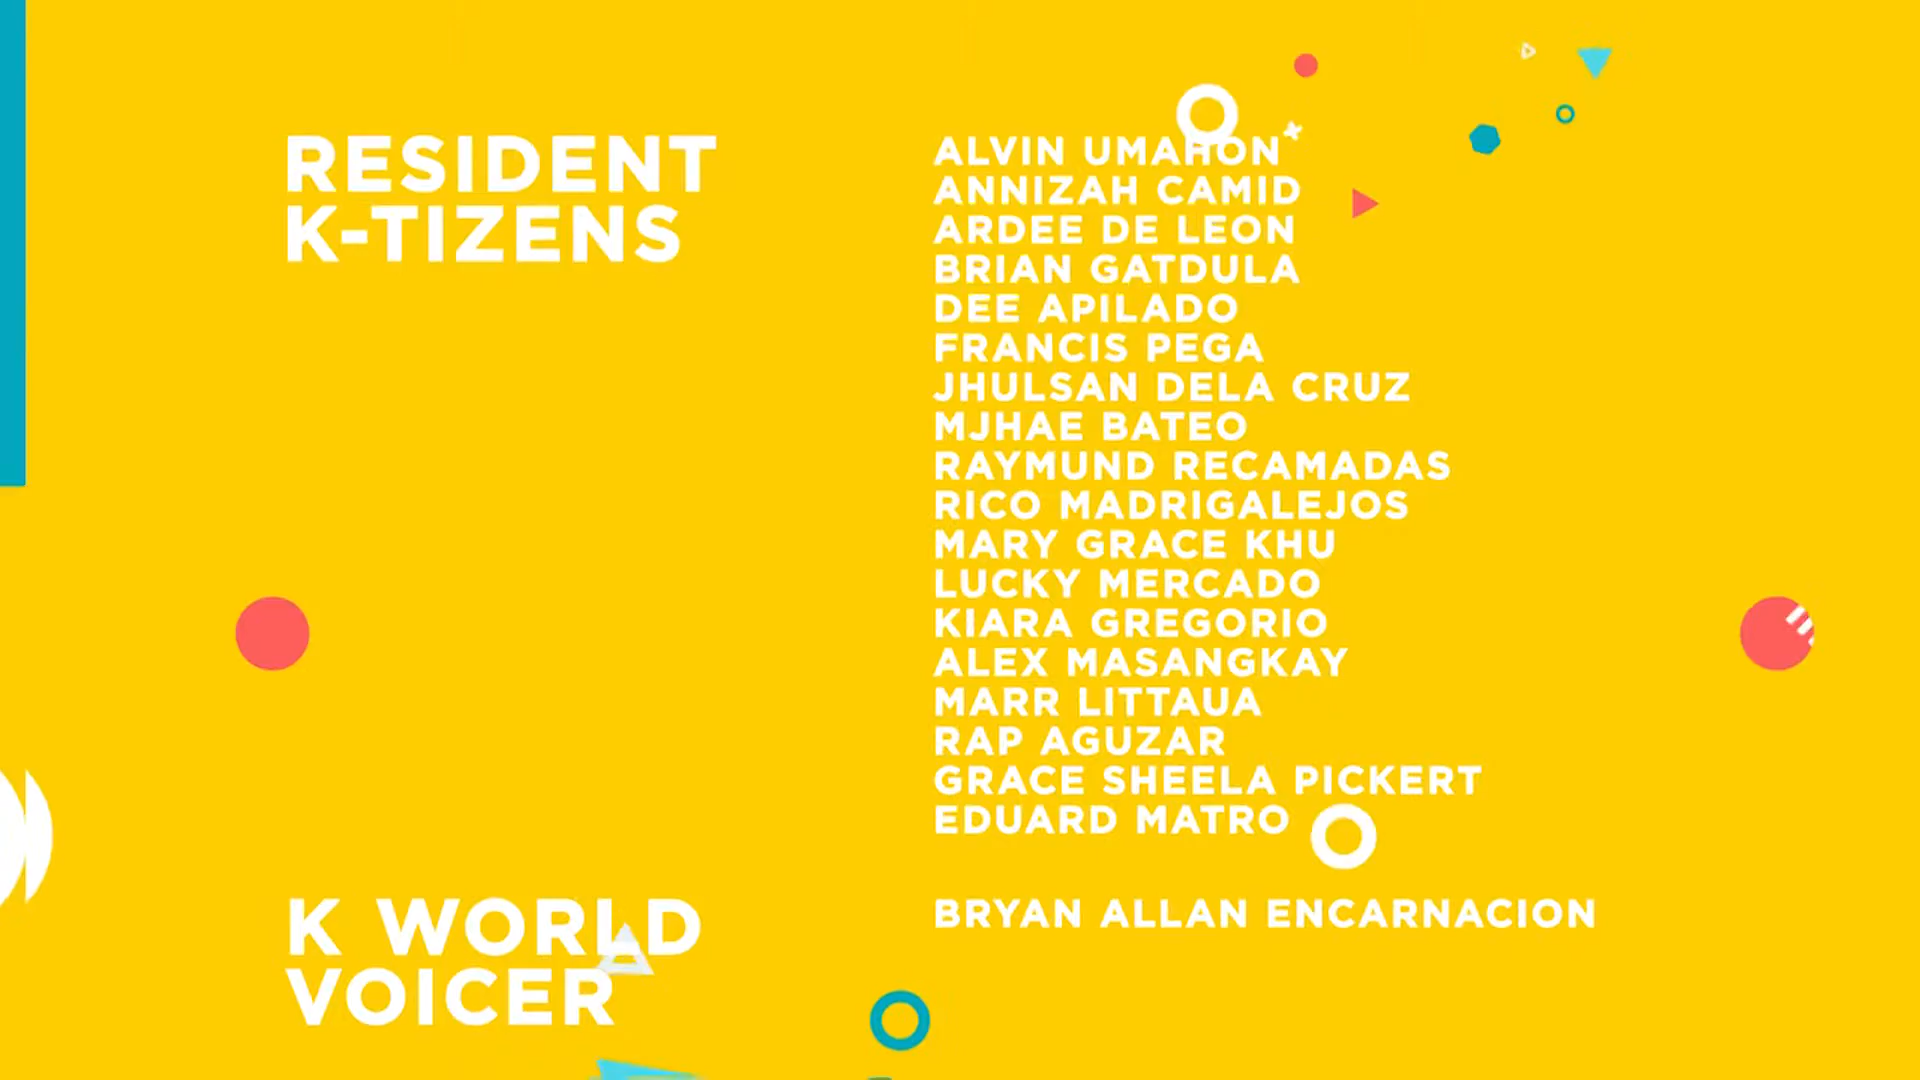 RESIDENT
K-TIZENS
ALVIN UMAHON
ANNIZAH CAMID
ARDEE DE LEON
BRIAN GATDULA
DEE APILADO
FRANCIS PEGA
JHULSAN DELA CRUZ
MJHAE BATEO
RAYMUND RECAMADAS
RICO MADRIGALEJOS
MARY GRACE KHU
LUCKY MERCADO
KIARA GREGORIO
ALEX MASANGKAY
MARR LITTAUA
RAP AGUZAR
GRACE SHEELA PICKERT
EDUARD MATRO
K WORLD
VOICER
BRYAN ALLAN ENCARNACION